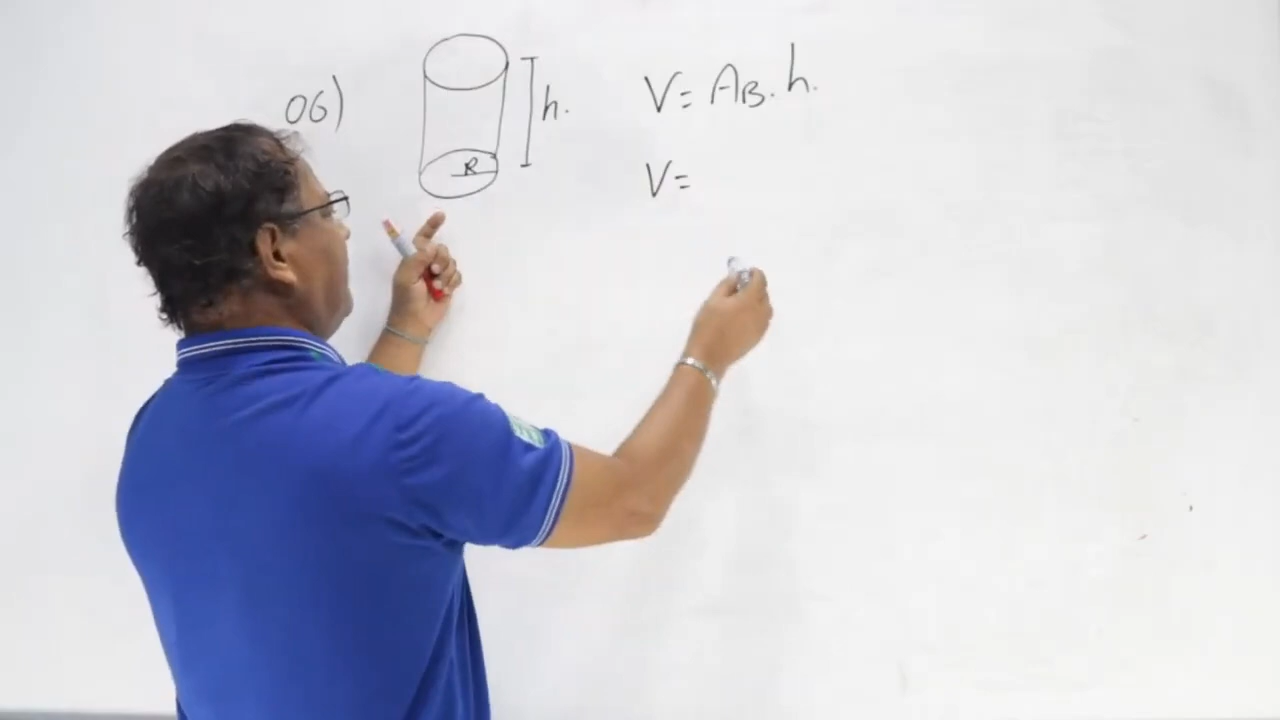 06)
h.
R
V= AB.h.
V=